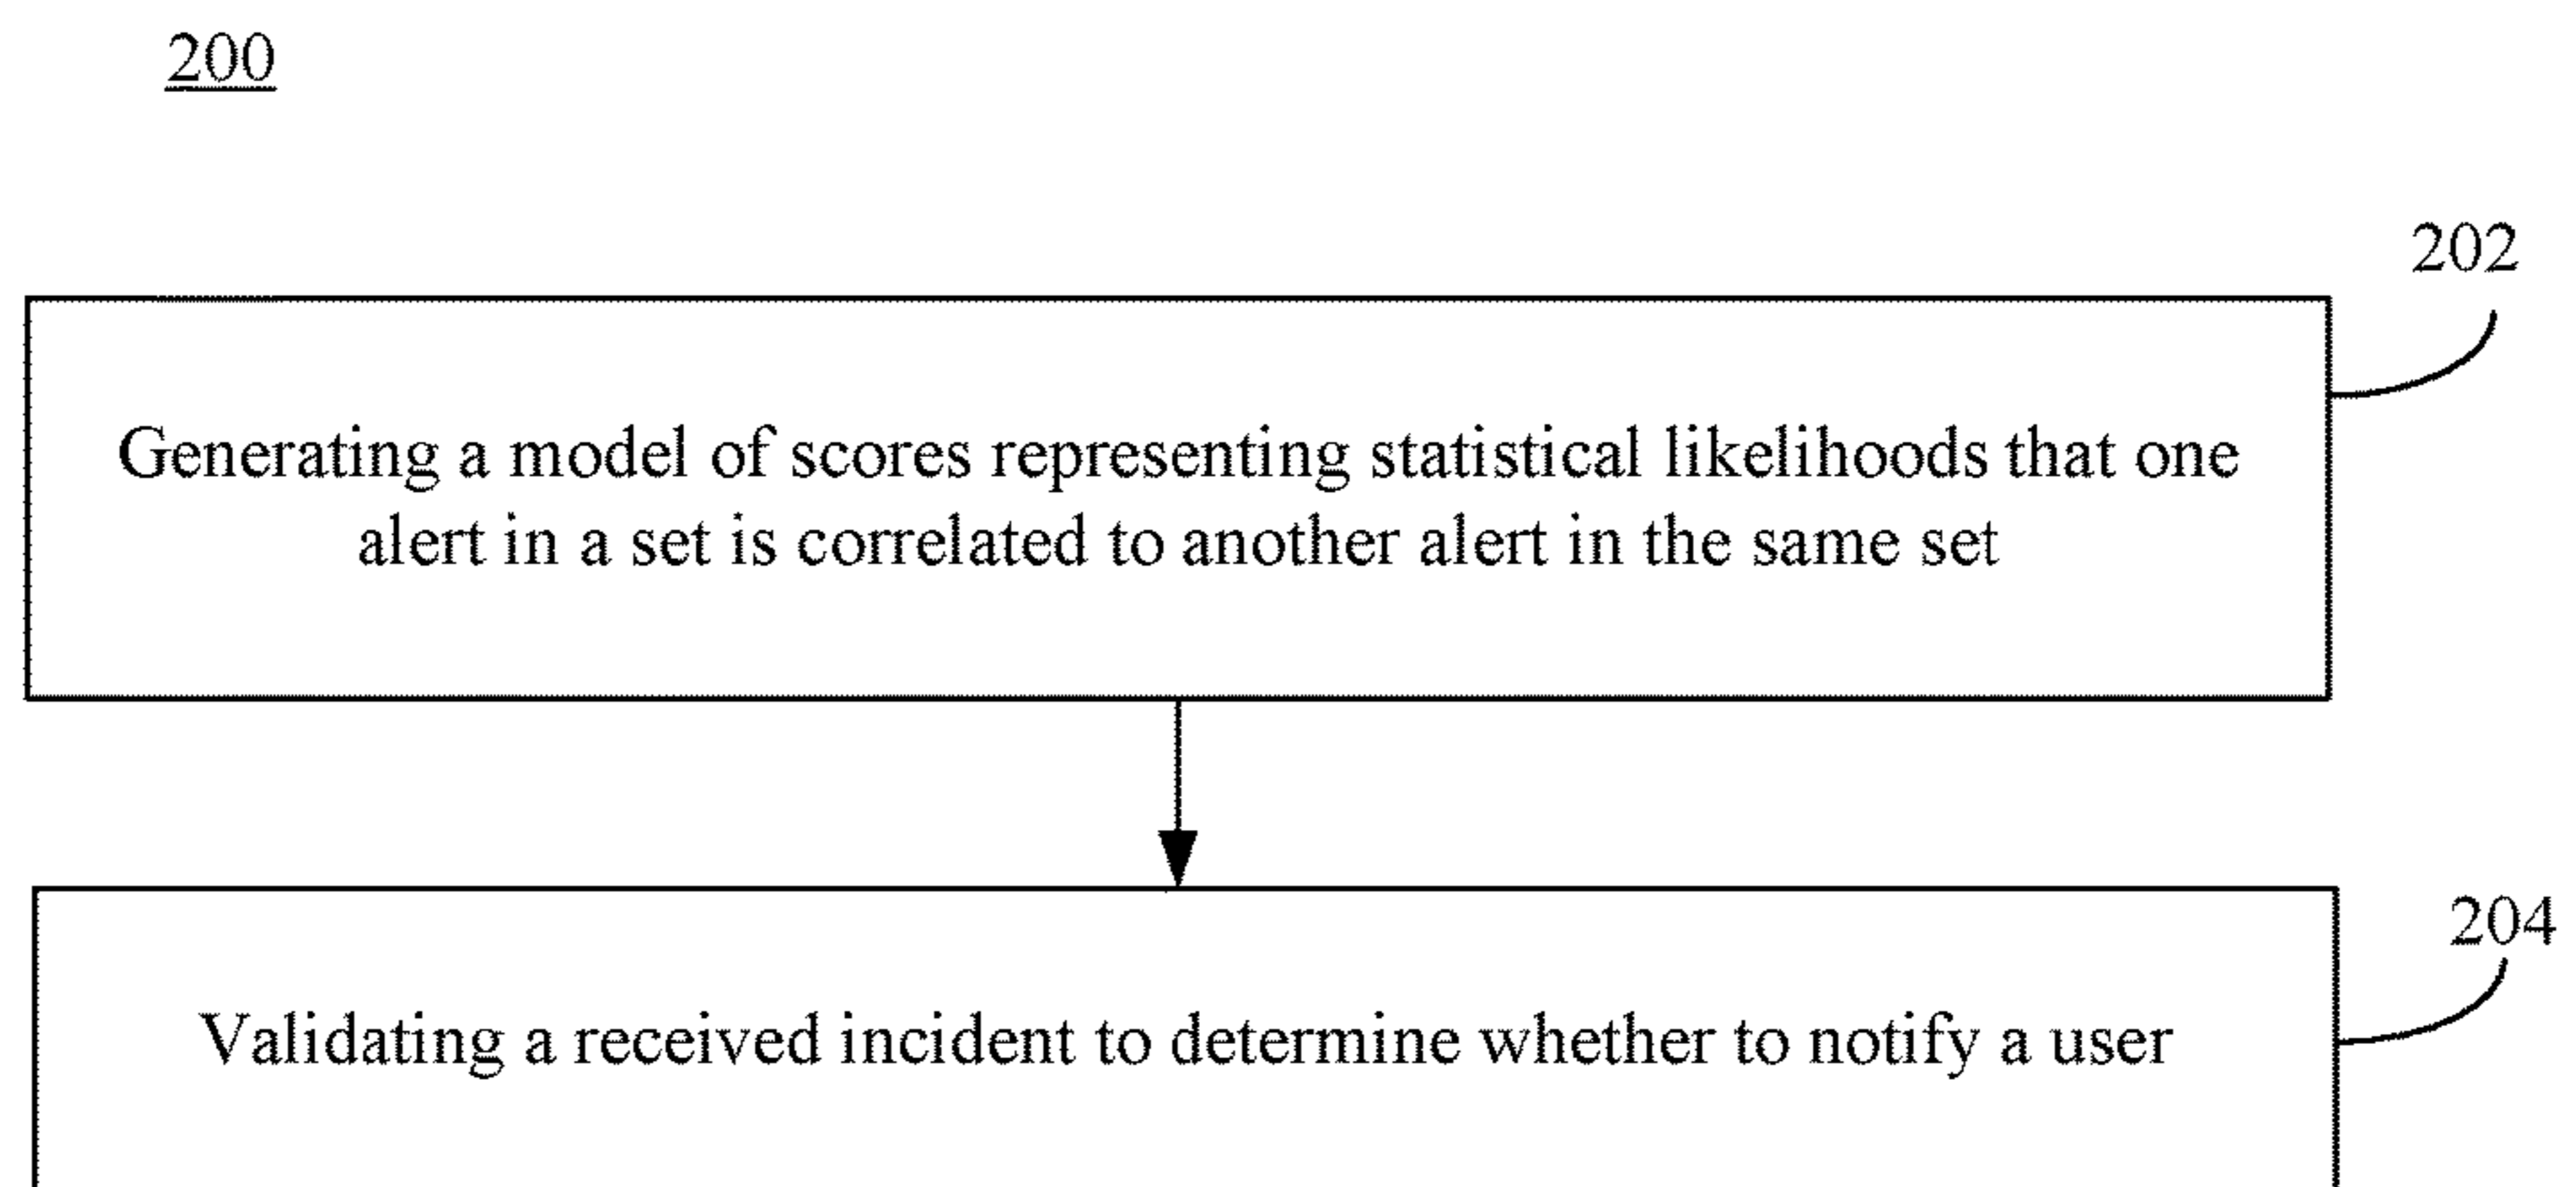 200
202
Generating a model of scores representing statistical likelihoods that one
alert in a set is correlated to another alert in the same set
204
Validating a received incident to determine whether to notify a user